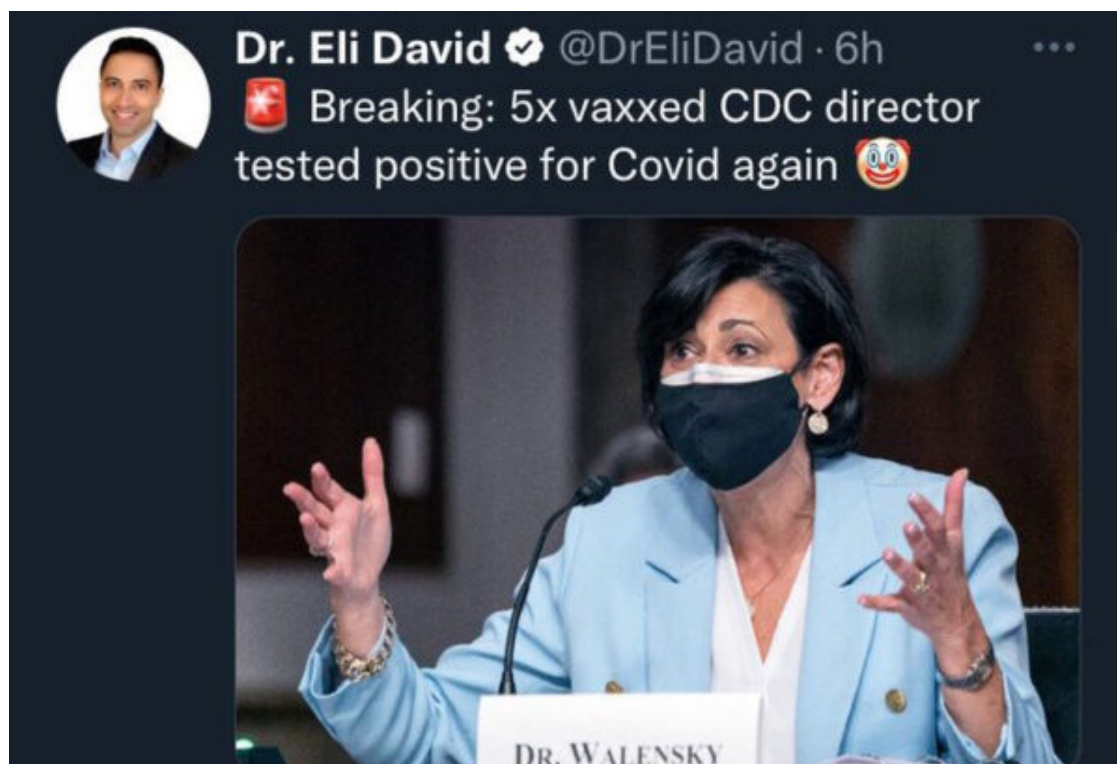 Dr. Eli David @DrEliDavid · 6h
🚨 Breaking: 5x vaxxed CDC director
tested positive for Covid again 🤡
DR. WALENSKY